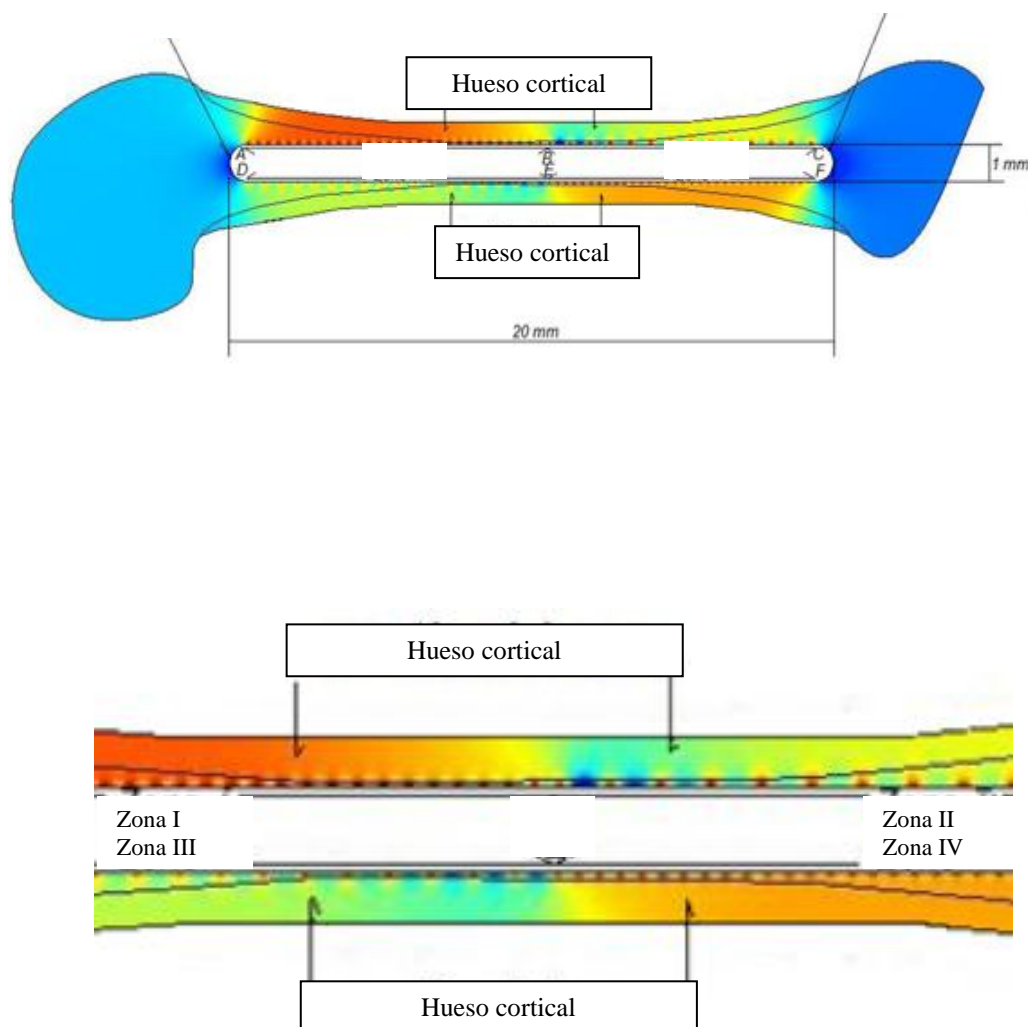 Hueso cortical
A
B
C
D
E
F
1 mm
Hueso cortical
20 mm
Hueso cortical
Zona I
Zona II
Zona III
Zona IV
Hueso cortical